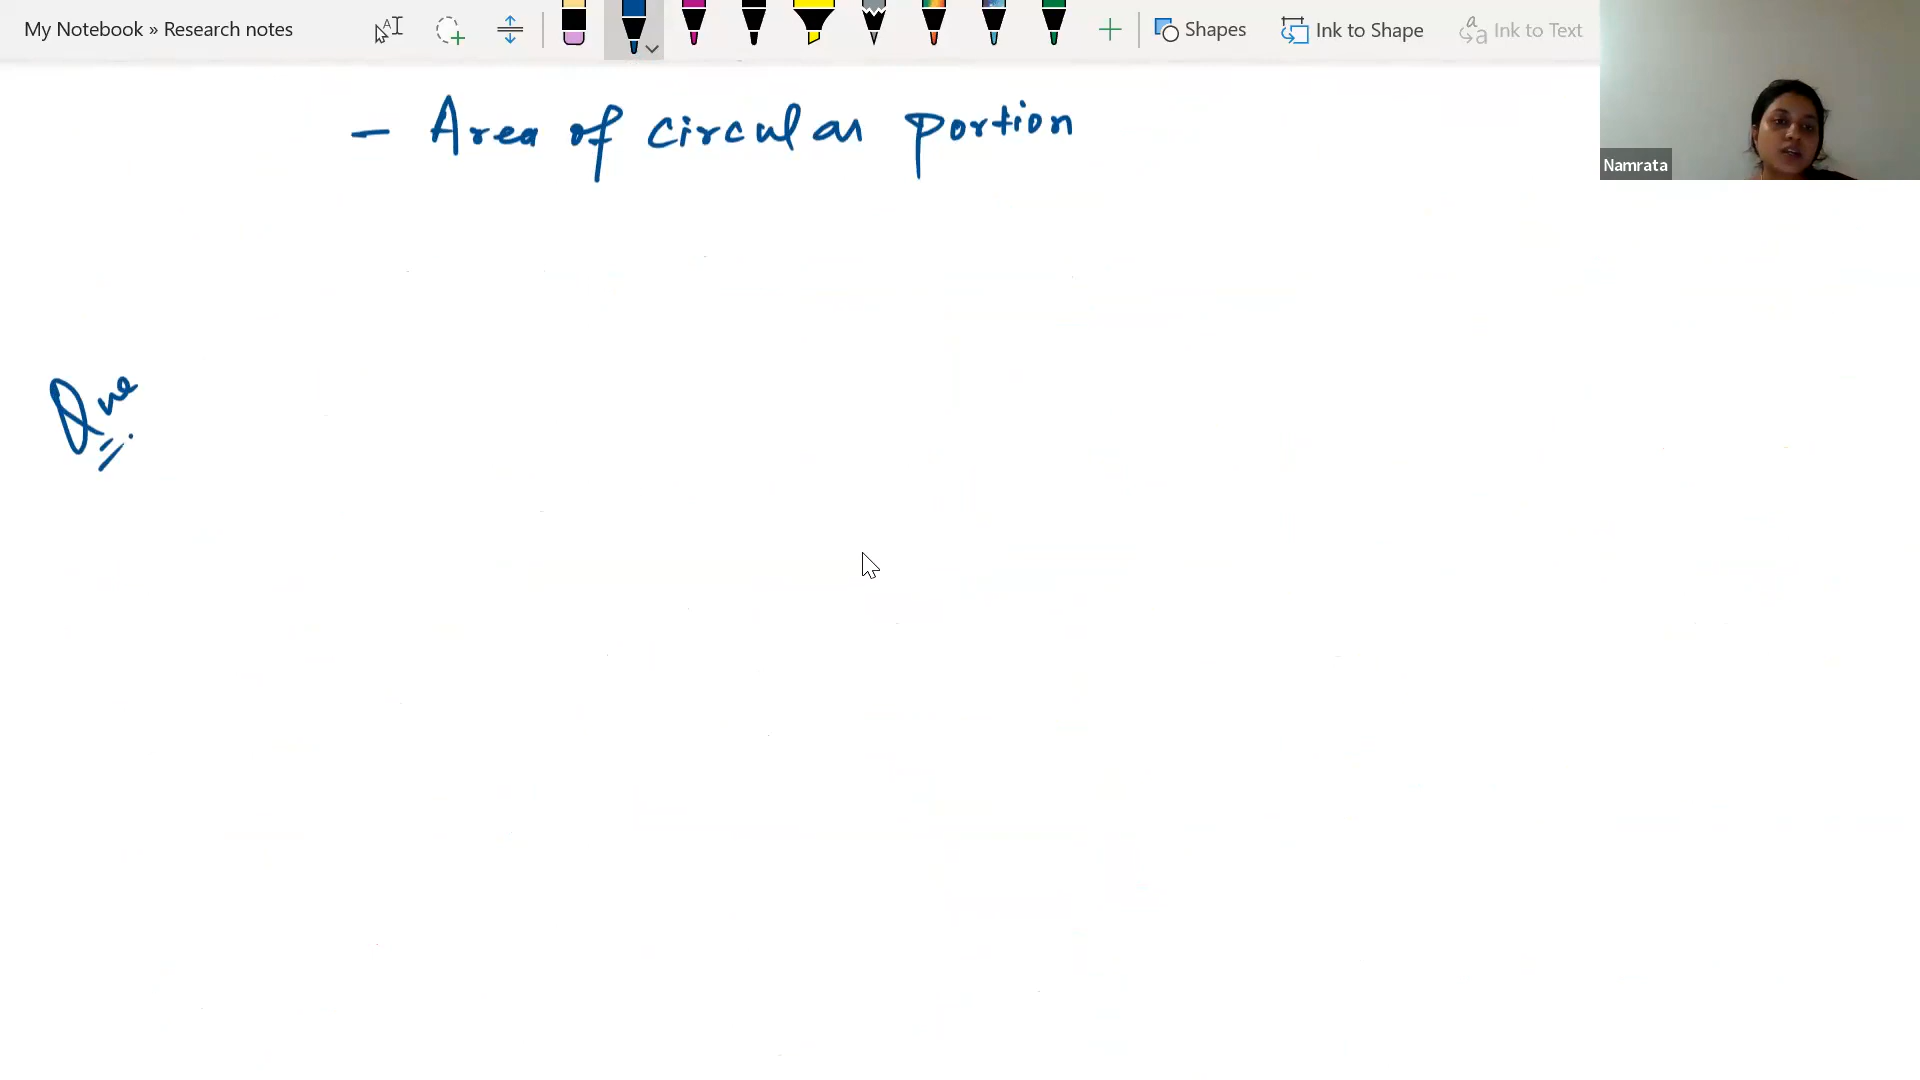 My Notebook » Research notes
Shapes
Ink to Shape
Ink to Text
Namrata
- Area of circular portion
Que